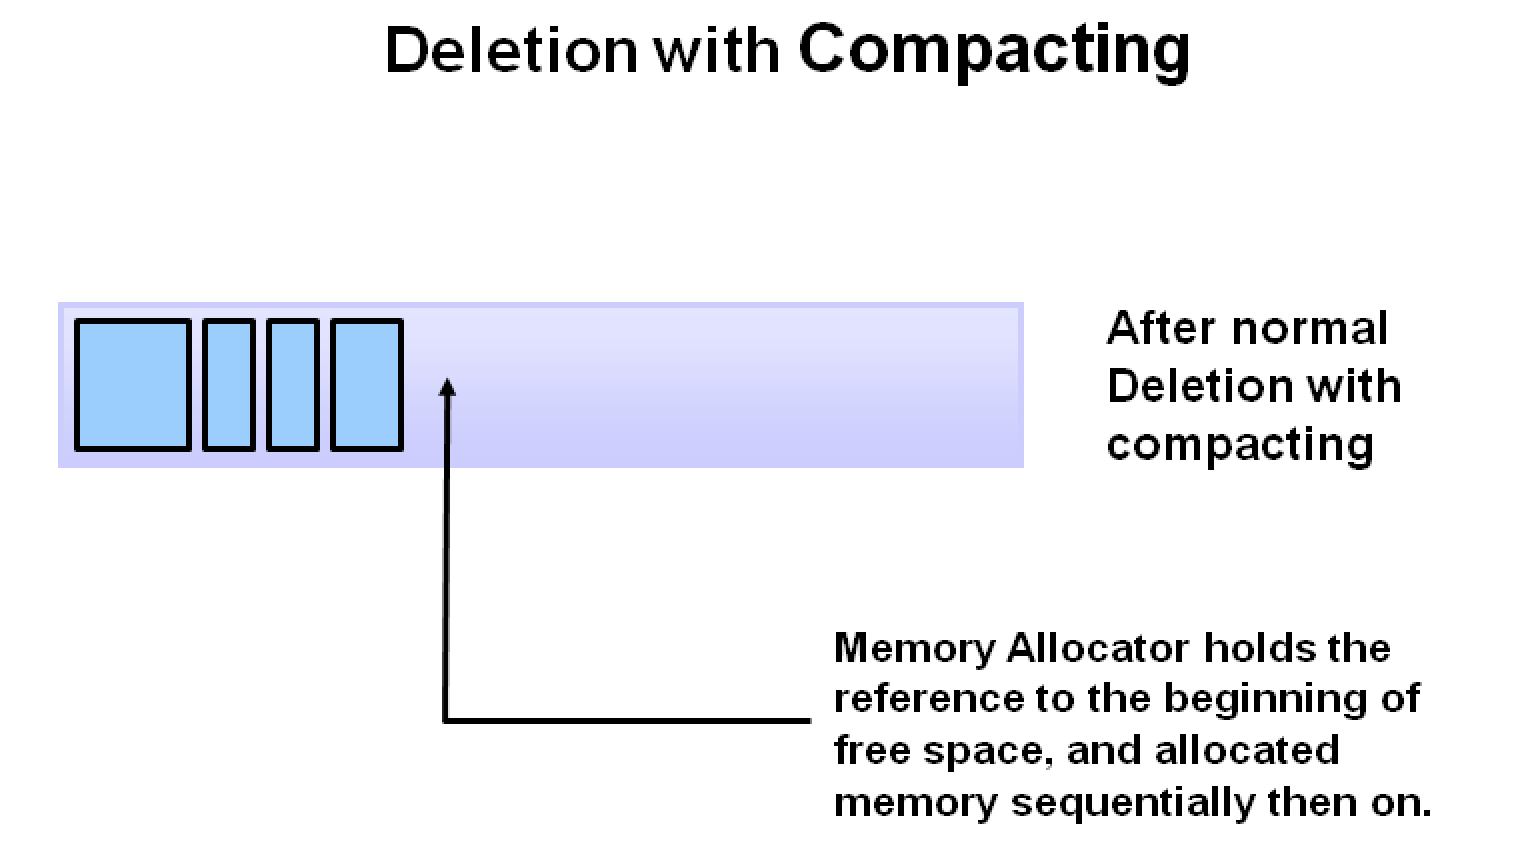 Deletion with Compacting
After normal
Deletion with
compacting
Memory Allocator holds the
reference to the beginning of
free space, and allocated
memory sequentially then on.